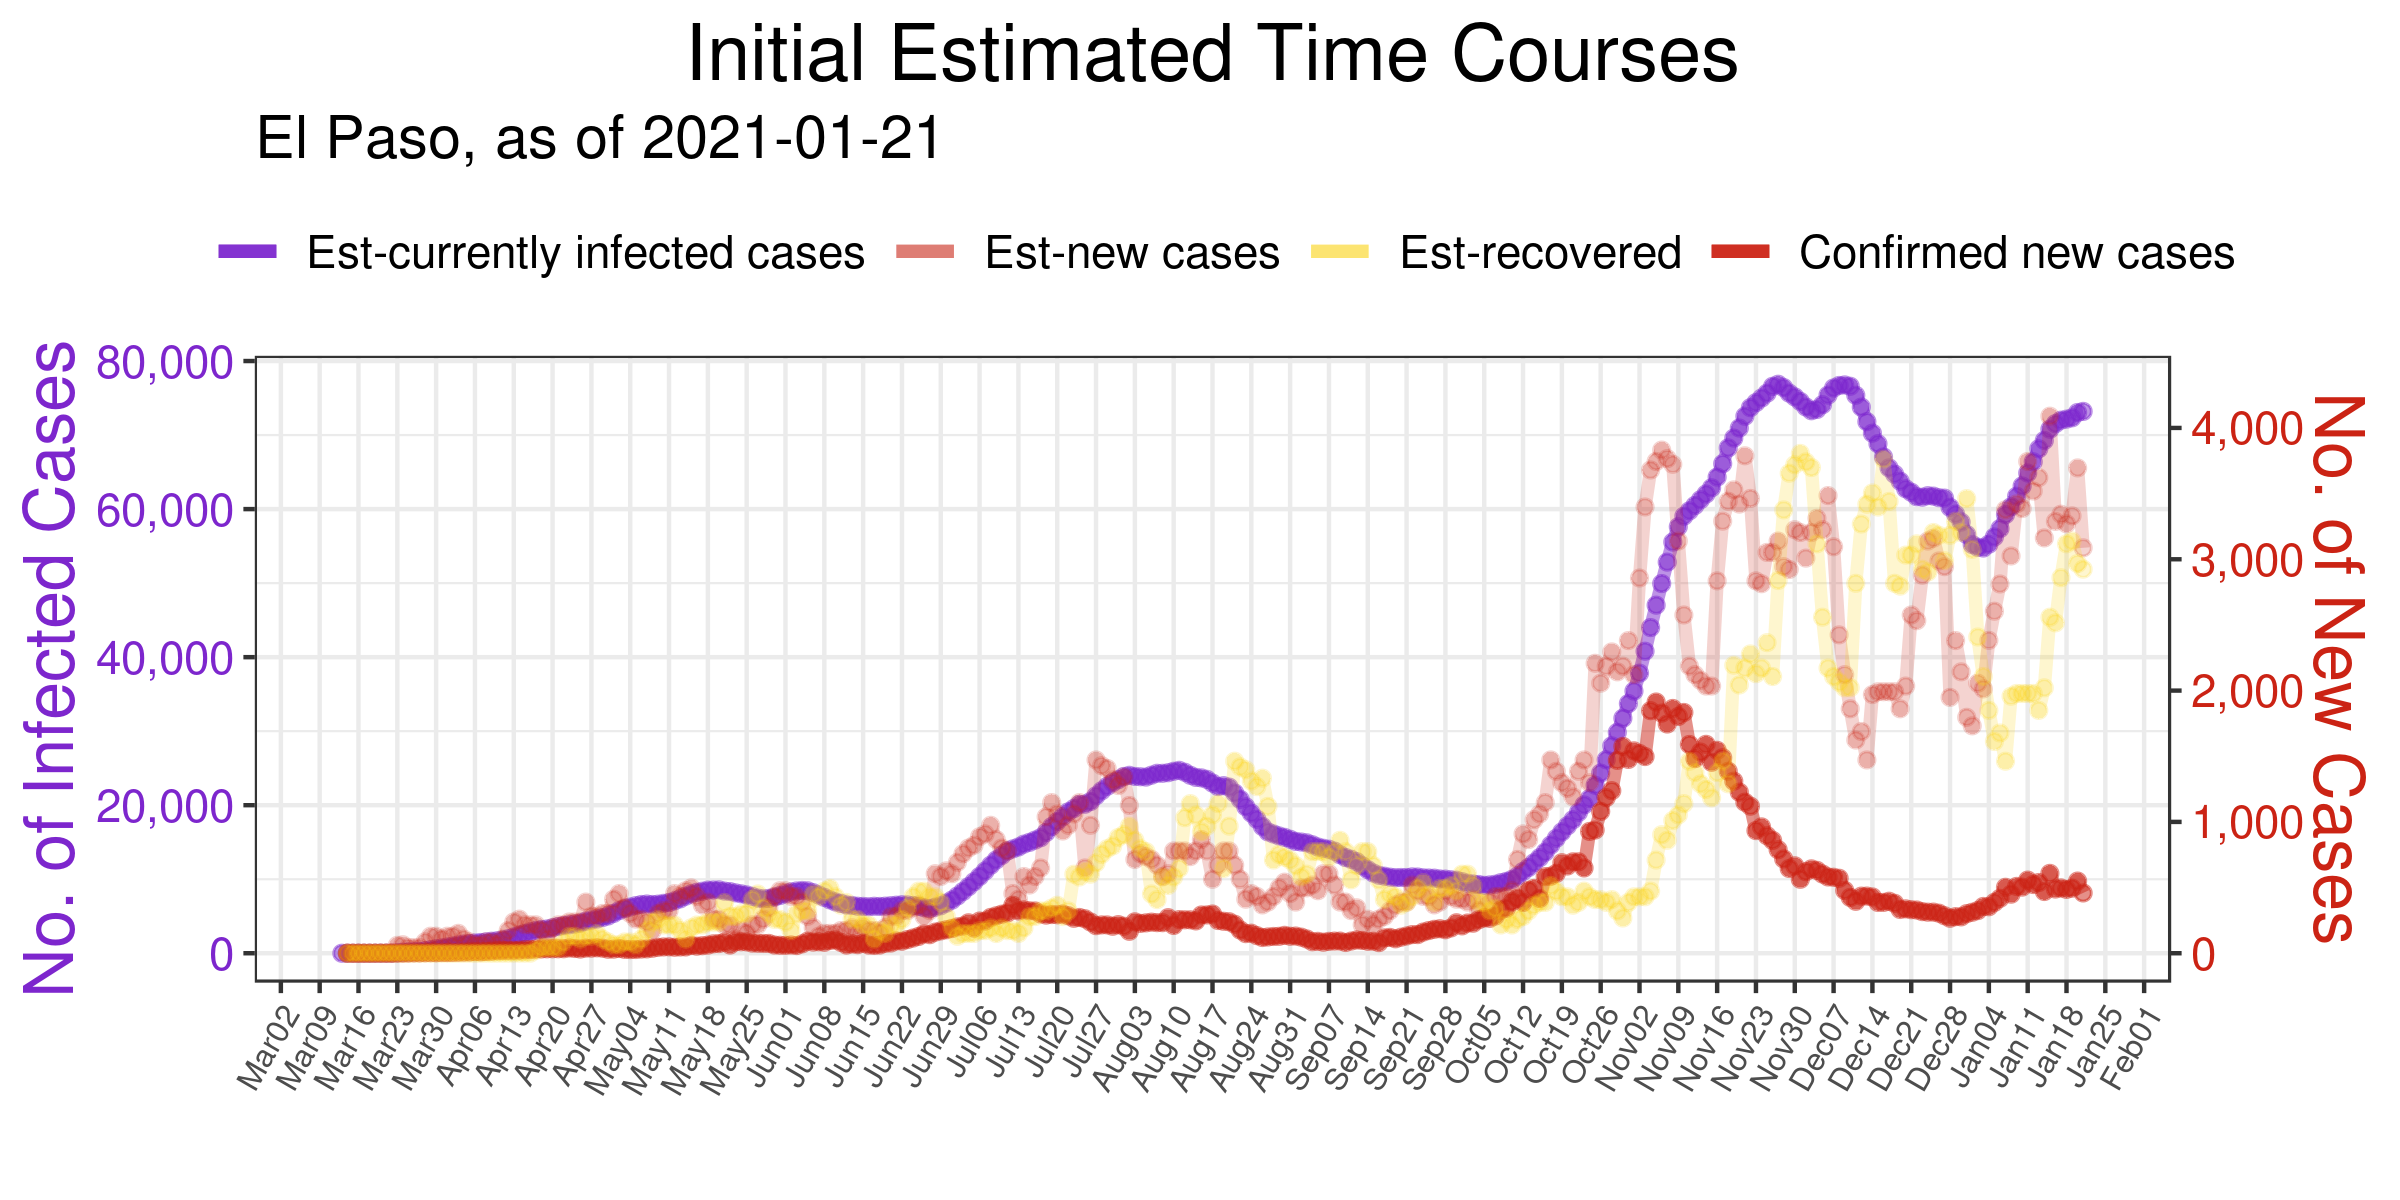 Initial Estimated Time Courses
El Paso, as of 2021-01-21
Est-currently infected cases Est-new cases Est-recovered Confirmed new cases
No. of Infected Cases
80,000
60,000
40,000
20,000
0
4,000
3,000
2,000
1,000
0
No. of New Cases
Mar02 Mar09 Mar16 Mar23 Mar30 Apr06 Apr13 Apr20 Apr27 May04 May11 May18 May25 Jun01 Jun08 Jun15 Jun22 Jun29 Jul06 Jul13 Jul20 Jul27 Aug03 Aug10 Aug17 Aug24 Aug31 Sep07 Sep14 Sep21 Sep28 Oct05 Oct12 Oct19 Oct26 Nov02 Nov09 Nov16 Nov23 Nov30 Dec07 Dec14 Dec21 Dec28 Jan04 Jan11 Jan18 Jan25 Feb01